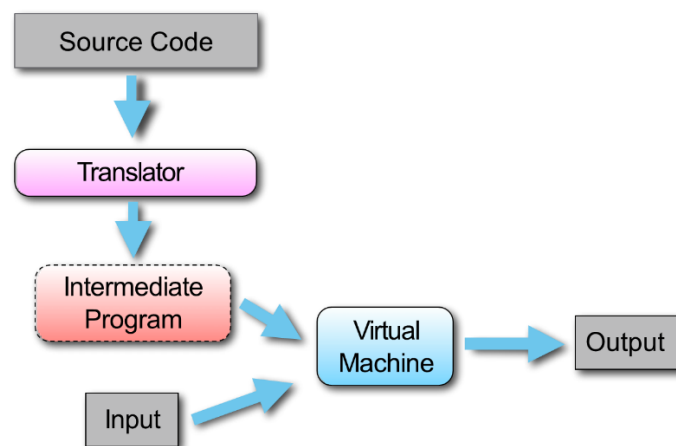 Source Code
Translator
Intermediate
Program
Virtual
Machine
Output
Input